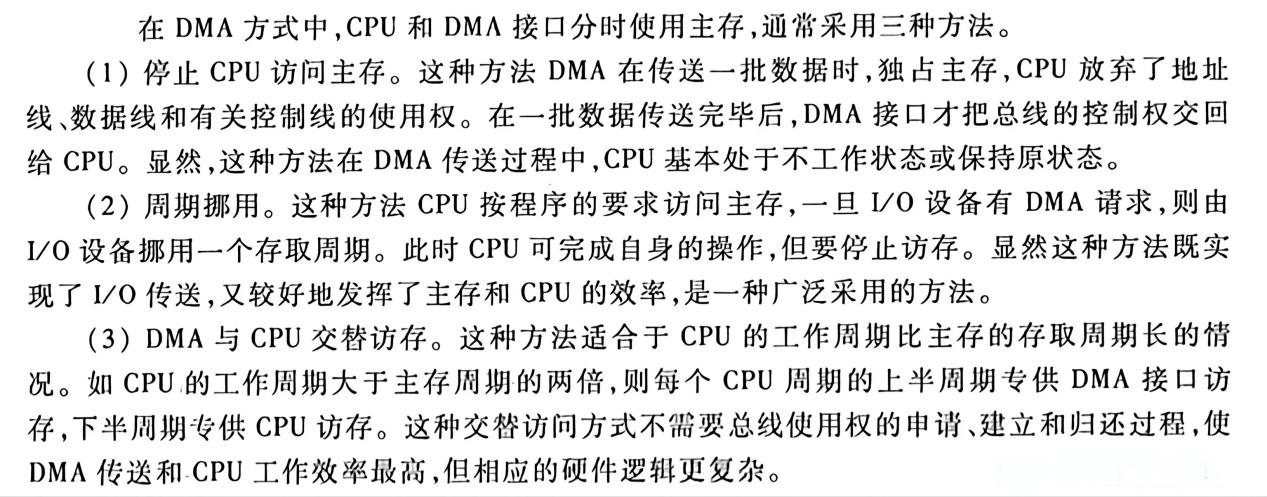 在 DMA 方式中,CPU 和 DMA 接口分时使用主存,通常采用三种方法。
(1) 停止 CPU 访问主存。这种方法 DMA 在传送一批数据时,独占主存,CPU 放弃了地址
线、数据线和有关控制线的使用权。在一批数据传送完毕后,DMA 接口才把总线的控制权交回
给 CPU。显然,这种方法在 DMA 传送过程中,CPU 基本处于不工作状态或保持原状态。
(2) 周期挪用。这种方法 CPU 按程序的要求访问主存,一旦 I/O 设备有 DMA 请求,则由
I/O 设备挪用一个存取周期。此时 CPU 可完成自身的操作,但要停止访存。显然这种方法既实
现了 I/O 传送,又较好地发挥了主存和 CPU 的效率,是一种广泛采用的方法。
(3) DMA 与 CPU 交替访存。这种方法适合于 CPU 的工作周期比主存的存取周期长的情
况。如 CPU 的工作周期大于主存周期的两倍,则每个 CPU 周期的上半周期专供 DMA 接口访
存,下半周期专供 CPU 访存。这种交替访问方式不需要总线使用权的申请、建立和归还过程,使
DMA 传送和 CPU 工作效率最高,但相应的硬件逻辑更复杂。